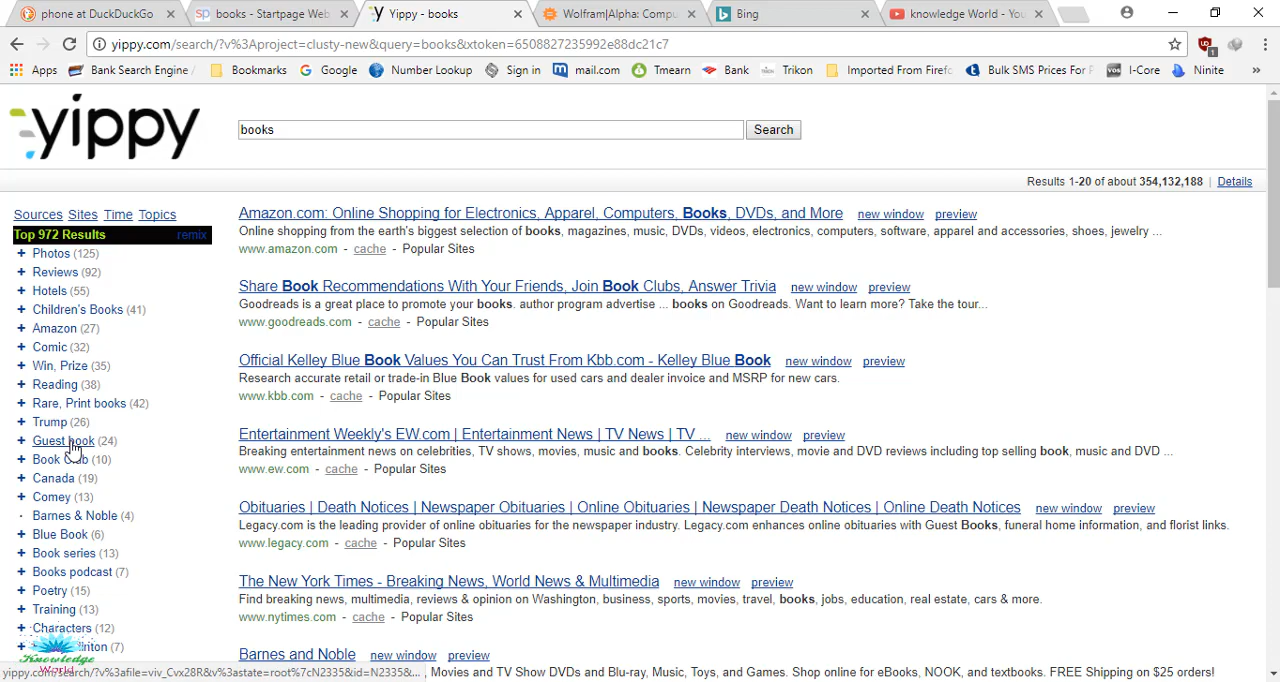 phone at DuckDuckGo
books - Startpage Web
Yippy - books
Wolfram|Alpha: Compu
Bing
knowledge World - You
yippy.com/search/?v%3Aproject=clusty-new&query=books&xtoken=6508827235992e88dc21c7
Apps
Bank Search Engine
Bookmarks
Google
Number Lookup
Sign in
mail.com
Tmearn
Bank
Trikon
Imported From Firefo
Bulk SMS Prices For
I-Core
Ninite
yippy
books
Search
Results 1-20 of about 354,132,188 | Details
Sources Sites Time Topics
Top 972 Results remix
Photos (125)
Reviews (92)
Hotels (55)
Children's Books (41)
Amazon (27)
Comic (32)
Win, Prize (35)
Reading (38)
Rare, Print books (42)
Trump (26)
Guest book (24)
Book Club (10)
Canada (19)
Comey (13)
Barnes & Noble (4)
Blue Book (6)
Book series (13)
Books podcast (7)
Poetry (15)
Training (13)
Characters (12)
(7)
Knowledge
World
Amazon.com: Online Shopping for Electronics, Apparel, Computers, Books, DVDs, and More new window preview
Online shopping from the earth's biggest selection of books, magazines, music, DVDs, videos, electronics, computers, software, apparel and accessories, shoes, jewelry ...
www.amazon.com - cache - Popular Sites
Share Book Recommendations With Your Friends, Join Book Clubs, Answer Trivia new window preview
Goodreads is a great place to promote your books. author program advertise ... books on Goodreads. Want to learn more? Take the tour...
www.goodreads.com - cache - Popular Sites
Official Kelley Blue Book Values You Can Trust From Kbb.com - Kelley Blue Book new window preview
Research accurate retail or trade-in Blue Book values for used cars and dealer invoice and MSRP for new cars.
www.kbb.com - cache - Popular Sites
Entertainment Weekly's EW.com | Entertainment News | TV News | TV ... new window preview
Breaking entertainment news on celebrities, TV shows, movies, music and books. Celebrity interviews, movie and DVD reviews including top selling book, music and DVD ...
www.ew.com - cache - Popular Sites
Obituaries | Death Notices | Newspaper Obituaries | Online Obituaries | Newspaper Death Notices | Online Death Notices new window preview
Legacy.com is the leading provider of online obituaries for the newspaper industry. Legacy.com enhances online obituaries with Guest Books, funeral home information, and florist links.
www.legacy.com - cache - Popular Sites
The New York Times - Breaking News, World News & Multimedia new window preview
Find breaking news, multimedia, reviews & opinion on Washington, business, sports, movies, travel, books, jobs, education, real estate, cars & more.
www.nytimes.com - cache - Popular Sites
Barnes and Noble new window preview
, Movies and TV Show DVDs and Blu-ray, Music, Toys, and Games. Shop online for eBooks, NOOK, and textbooks. FREE Shipping on $25 orders!
yippy.com/search/?v%3afile=viv_Cvx28R&v%3astate=root%7cN2335&id=N2335&...